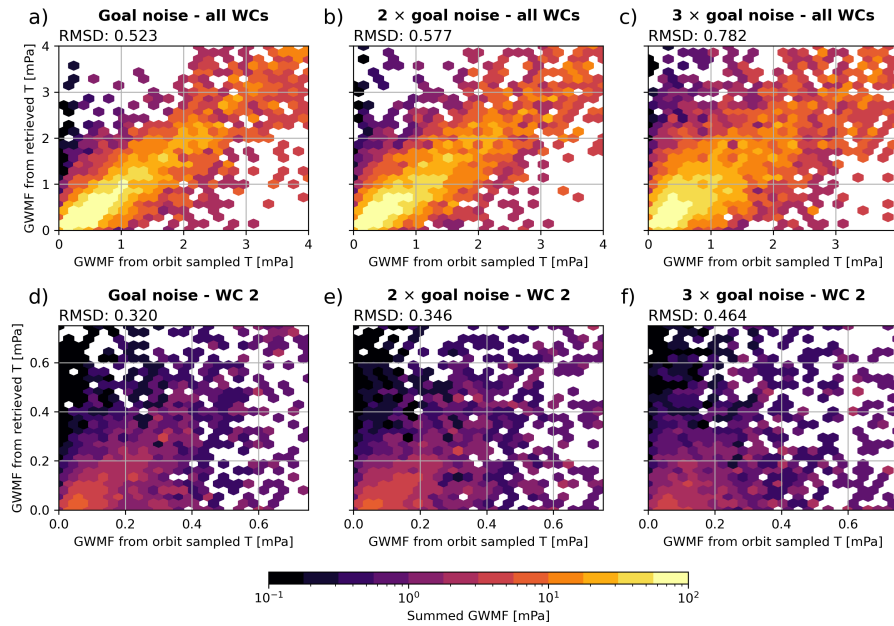 a) Goal noise - all WCs
RMSD: 0.523
b) 2 × goal noise - all WCs
RMSD: 0.577
c) 3 × goal noise - all WCs
RMSD: 0.782
GWMF from retrieved T [mPa]
4
3
2
1
0
0 1 2 3 4
0 1 2 3 4
0 1 2 3
GWMF from orbit sampled T [mPa]
GWMF from orbit sampled T [mPa]
GWMF from orbit sampled T [mPa]
d) Goal noise - WC 2
RMSD: 0.320
e) 2 × goal noise - WC 2
RMSD: 0.346
f) 3 × goal noise - WC 2
RMSD: 0.464
GWMF from retrieved T [mPa]
0.6
0.4
0.2
0.0
0.0 0.2 0.4 0.6
0.0 0.2 0.4 0.6
0.0 0.2 0.4 0.6
GWMF from orbit sampled T [mPa]
GWMF from orbit sampled T [mPa]
GWMF from orbit sampled T [mPa]
10⁻¹ 10⁰ 10¹ 10²
Summed GWMF [mPa]